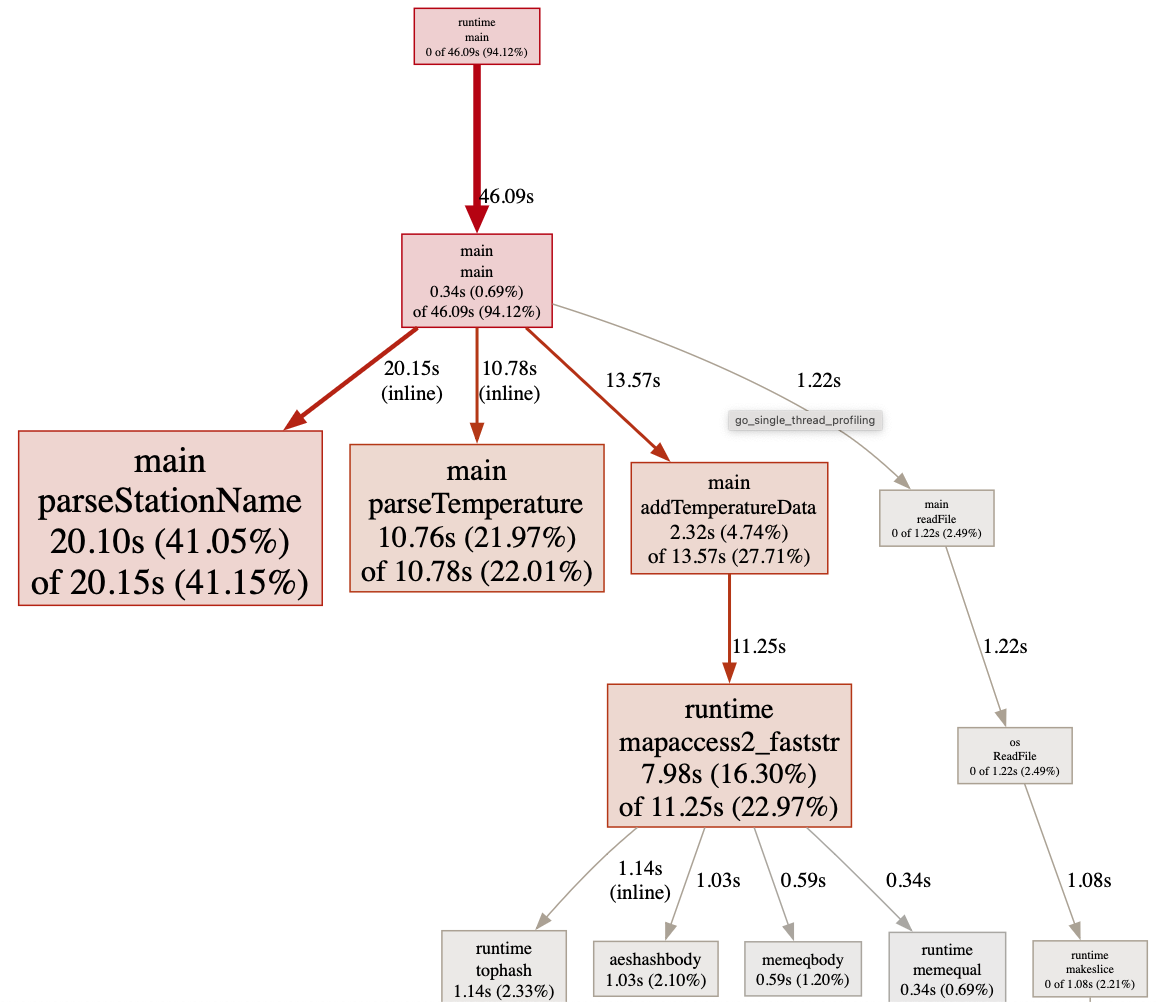 runtime
main
0 of 46.09s (94.12%)
46.09s
main
main
0.34s (0.69%)
of 46.09s (94.12%)
20.15s
(inline)
10.78s
(inline)
13.57s
1.22s
go_single_thread_profiling
main
parseStationName
20.10s (41.05%)
of 20.15s (41.15%)
main
parseTemperature
10.76s (21.97%)
of 10.78s (22.01%)
main
addTemperatureData
2.32s (4.74%)
of 13.57s (27.71%)
main
readFile
0 of 1.22s (2.49%)
11.25s
1.22s
runtime
mapaccess2_faststr
7.98s (16.30%)
of 11.25s (22.97%)
os
ReadFile
0 of 1.22s (2.49%)
1.14s
(inline)
1.03s
0.59s
0.34s
1.08s
runtime
tophash
1.14s (2.33%)
aeshashbody
1.03s (2.10%)
memeqbody
0.59s (1.20%)
runtime
memequal
0.34s (0.69%)
runtime
makeslice
0 of 1.08s (2.21%)